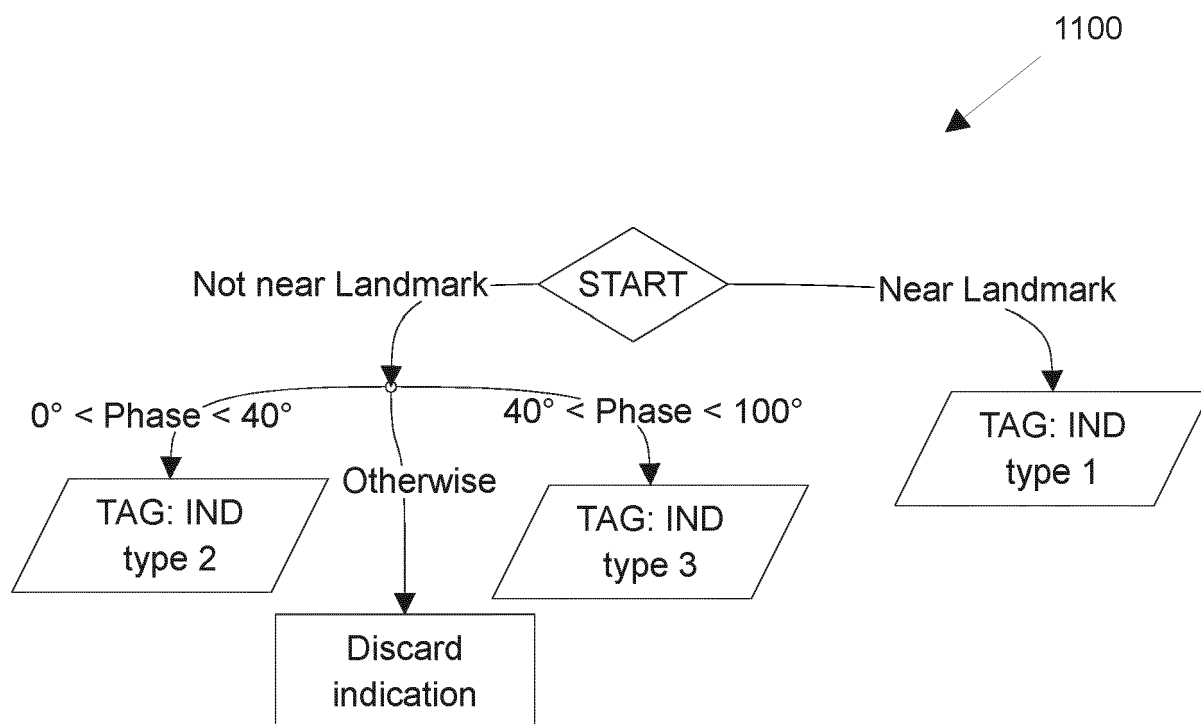 1100
START
Not near Landmark
Near Landmark
0° < Phase < 40°
40° < Phase < 100°
TAG: IND
type 1
Otherwise
TAG: IND
type 2
TAG: IND
type 3
Discard
indication